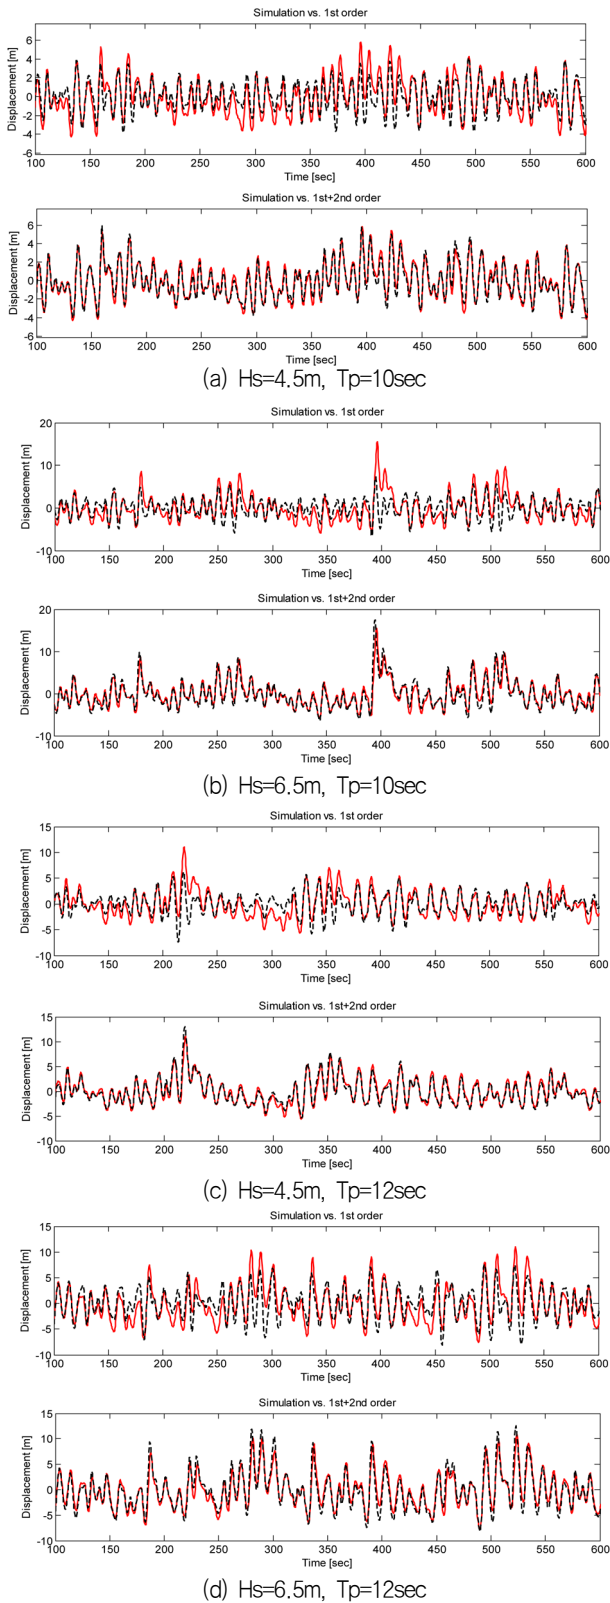 Simulation vs. 1st order
Displacement [m]
6
4
2
0
-2
-4
-6
100 150 200 250 300 350 400 450 500 550 600
Time [sec]
Simulation vs. 1st+2nd order
Displacement [m]
6
4
2
0
-2
-4
-6
100 150 200 250 300 350 400 450 500 550 600
Time [sec]
(a) Hs=4.5m, Tp=10sec
Simulation vs. 1st order
Displacement [m]
20
10
0
-10
100 150 200 250 300 350 400 450 500 550 600
Time [sec]
Simulation vs. 1st+2nd order
Displacement [m]
20
10
0
-10
100 150 200 250 300 350 400 450 500 550 600
Time [sec]
(b) Hs=6.5m, Tp=10sec
Simulation vs. 1st order
Displacement [m]
15
10
5
0
-5
-10
100 150 200 250 300 350 400 450 500 550 600
Time [sec]
Simulation vs. 1st+2nd order
Displacement [m]
15
10
5
0
-5
-10
100 150 200 250 300 350 400 450 500 550 600
Time [sec]
(c) Hs=4.5m, Tp=12sec
Simulation vs. 1st order
Displacement [m]
15
10
5
0
-5
-10
100 150 200 250 300 350 400 450 500 550 600
Time [sec]
Simulation vs. 1st+2nd order
Displacement [m]
15
10
5
0
-5
-10
100 150 200 250 300 350 400 450 500 550 600
Time [sec]
(d) Hs=6.5m, Tp=12sec